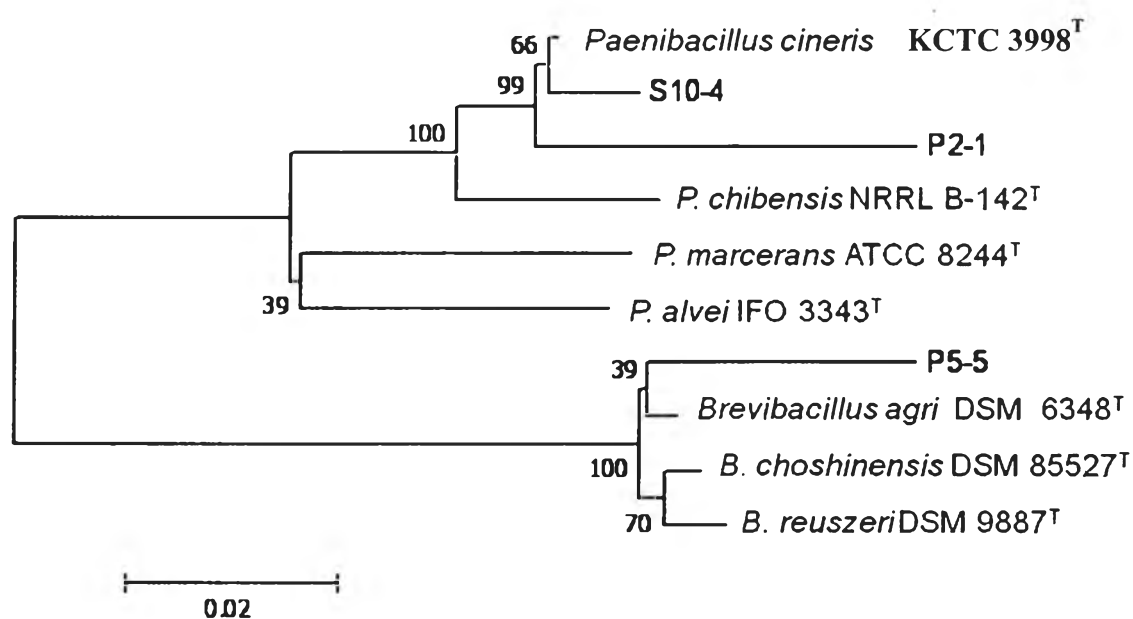 66 Paenibacillus cineris KCTC 3998ᵀ
99 S10-4
100 P2-1
P. chibensis NRRL B-142ᵀ
P. marcerans ATCC 8244ᵀ
39 P. alvei IFO 3343ᵀ
39 P5-5
Brevibacillus agri DSM 6348ᵀ
100 B. choshinensis DSM 85527ᵀ
70 B. reuszeri DSM 9887ᵀ
0.02